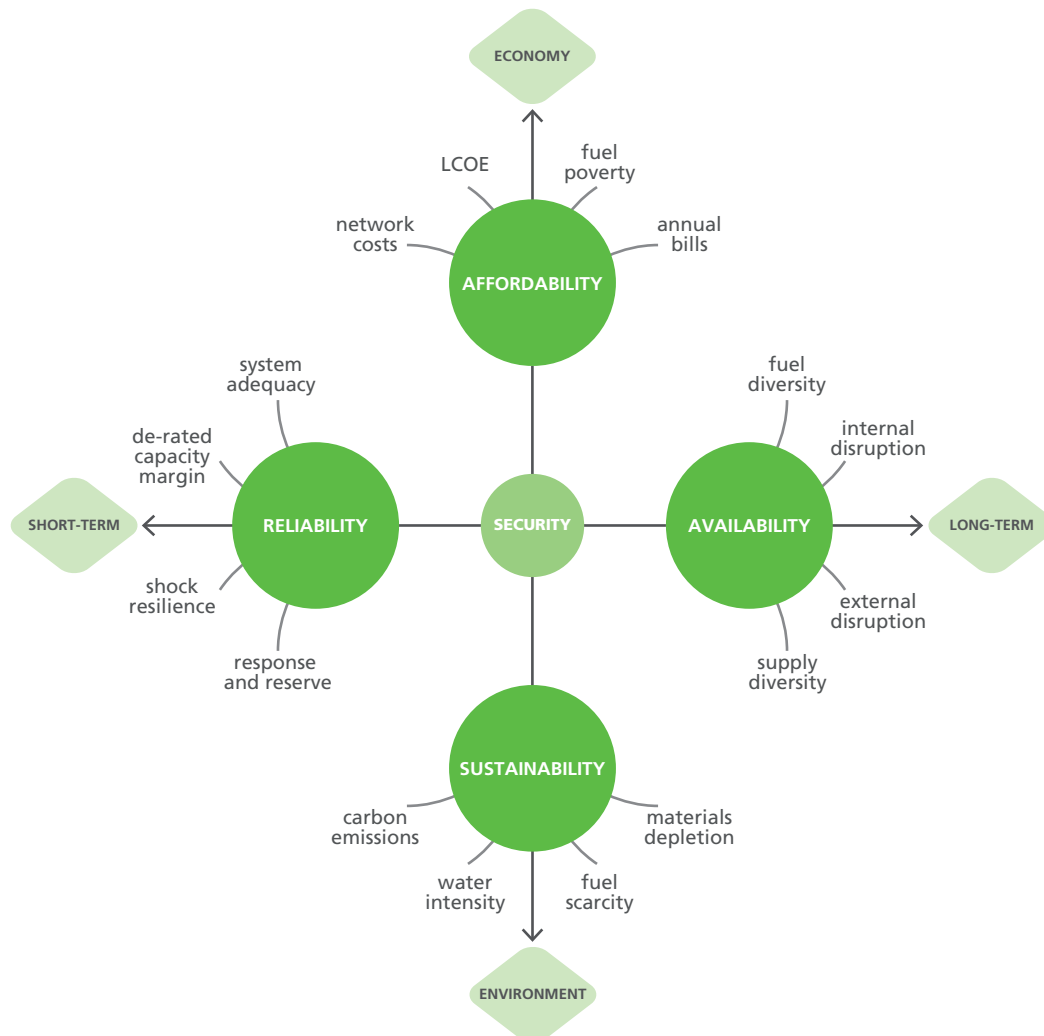 ECONOMY
LCOE
fuel
poverty
network
costs
annual
bills
AFFORDABILITY
system
adequacy
fuel
diversity
de-rated
capacity
margin
internal
disruption
SHORT-TERM
RELIABILITY
SECURITY
AVAILABILITY
LONG-TERM
shock
resilience
external
disruption
response
and reserve
supply
diversity
SUSTAINABILITY
carbon
emissions
materials
depletion
water
intensity
fuel
scarcity
ENVIRONMENT